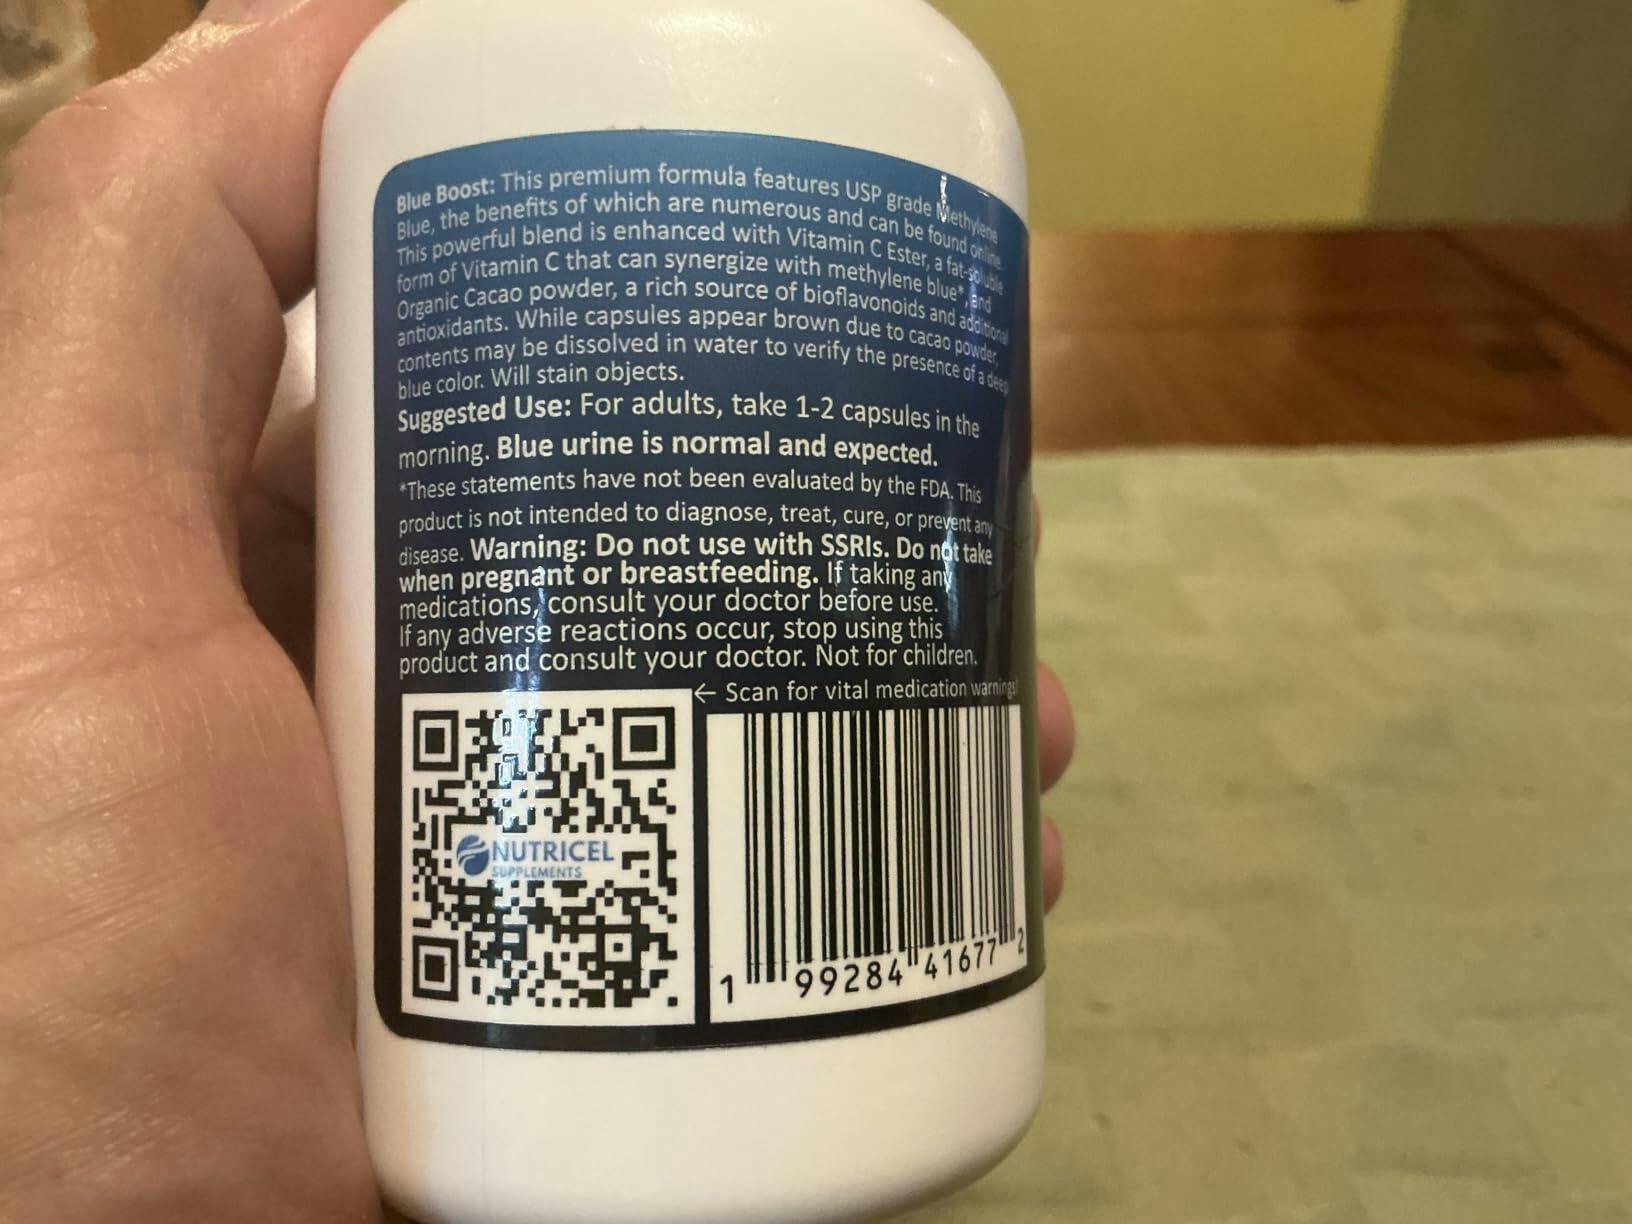 Blue Boost: This premium formula features USP grade Methylene
Blue, the benefits of which are numerous and can be found online.
This powerful blend is enhanced with Vitamin C Ester, a fat-soluble
form of Vitamin C that can synergize with methylene blue*, and
Organic Cacao powder, a rich source of bioflavonoids and additional
antioxidants. While capsules appear brown due to cacao powder,
contents may be dissolved in water to verify the presence of a deep
blue color. Will stain objects.
Suggested Use: For adults, take 1-2 capsules in the
morning. Blue urine is normal and expected.
*These statements have not been evaluated by the FDA. This
product is not intended to diagnose, treat, cure, or prevent any
disease. Warning: Do not use with SSRIs. Do not take
when pregnant or breastfeeding. If taking any
medications, consult your doctor before use.
If any adverse reactions occur, stop using this
product and consult your doctor. Not for children.
← Scan for vital medication warnings!
NUTRICEL
SUPPLEMENTS
1 99284 41677 2